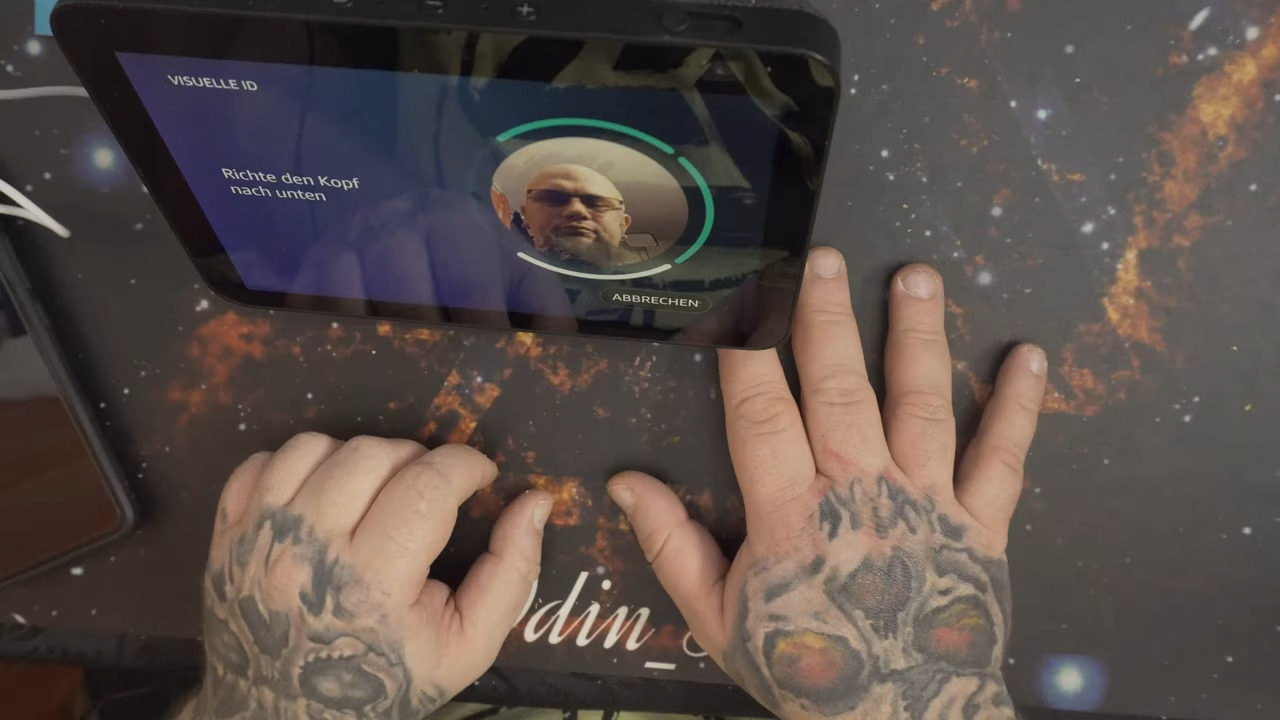 VISUELLE ID
Richte den Kopf
nach unten
ABBRECHEN
Odin_